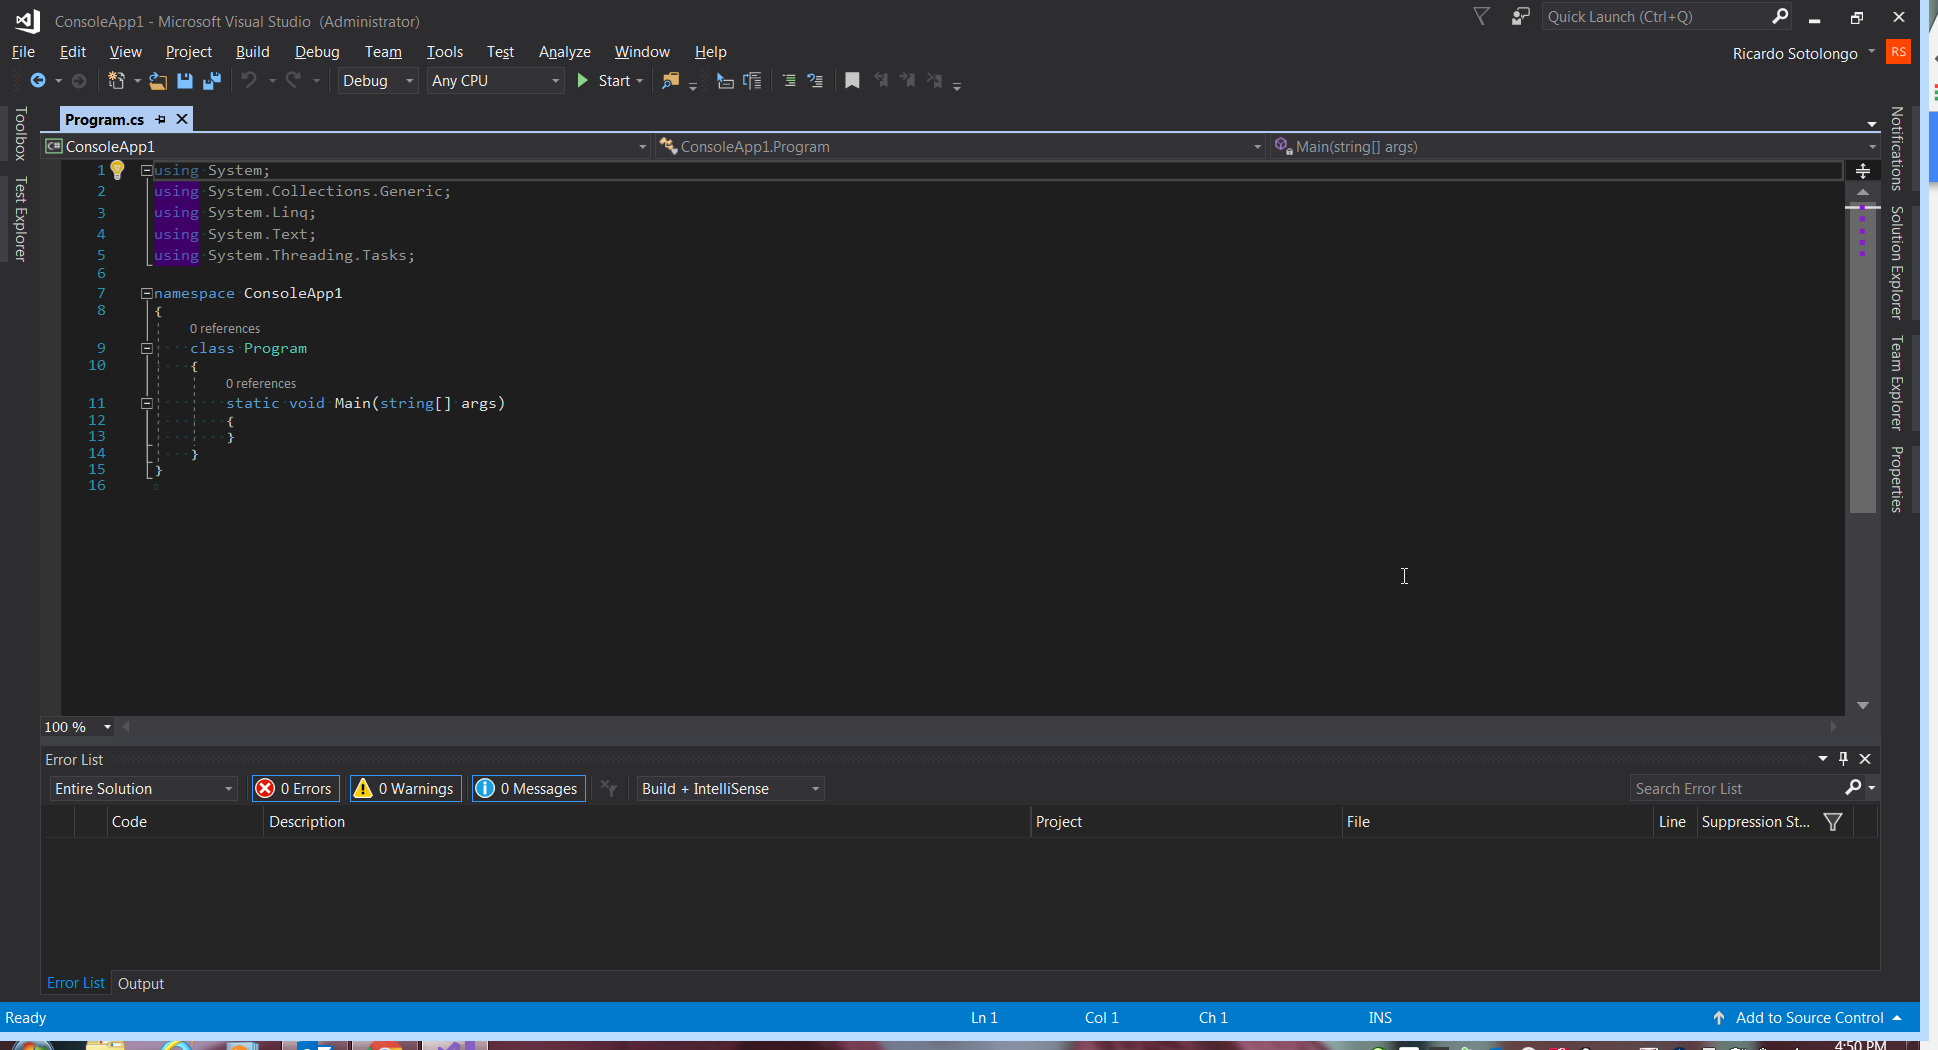 ConsoleApp1 - Microsoft Visual Studio (Administrator)
Quick Launch (Ctrl+Q)
File Edit View Project Build Debug Team Tools Test Analyze Window Help
Ricardo Sotolongo RS
Debug Any CPU Start
Toolbox
Test Explorer
Program.cs
ConsoleApp1 ConsoleApp1.Program Main(string[] args)
1 using System;
2 using System.Collections.Generic;
3 using System.Linq;
4 using System.Text;
5 using System.Threading.Tasks;
6
7 namespace ConsoleApp1
8 {
0 references
9 class Program
10 {
0 references
11 static void Main(string[] args)
12 {
13 }
14 }
15 }
16
Notifications
Solution Explorer
Team Explorer
Properties
100 %
Error List
Entire Solution 0 Errors 0 Warnings 0 Messages Build + IntelliSense Search Error List
Code Description Project File Line Suppression St...
Error List Output
Ready Ln 1 Col 1 Ch 1 INS Add to Source Control
4:50 PM